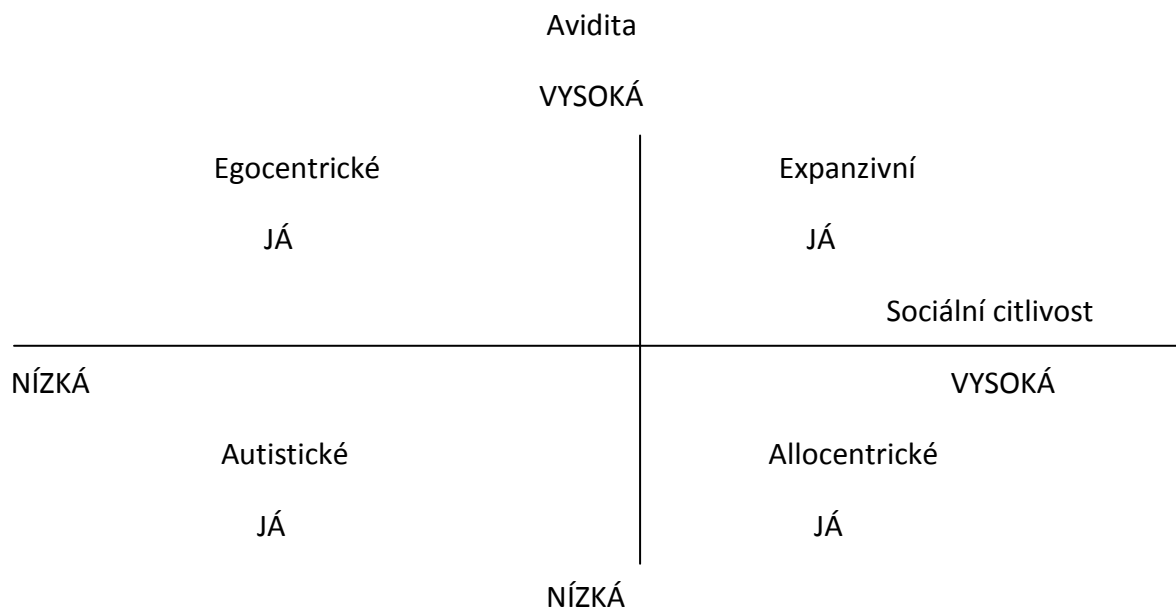 Avidita
VYSOKÁ
Egocentrické Expanzivní
JÁ JÁ
Sociální citlivost
NÍZKÁ VYSOKÁ
Autistické Allocentrické
JÁ JÁ
NÍZKÁ